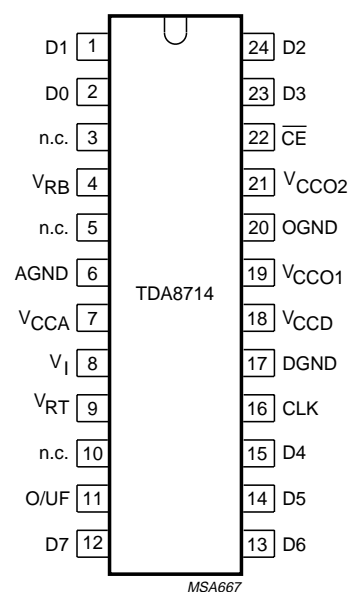 D1 1 24 D2
D0 2 23 D3
n.c. 3 22 C̅E̅
VRB 4 21 VCCO2
n.c. 5 20 OGND
AGND 6 19 VCCO1
TDA8714
VCCA 7 18 VCCD
VI 8 17 DGND
VRT 9 16 CLK
n.c. 10 15 D4
O/UF 11 14 D5
D7 12 13 D6
MSA667